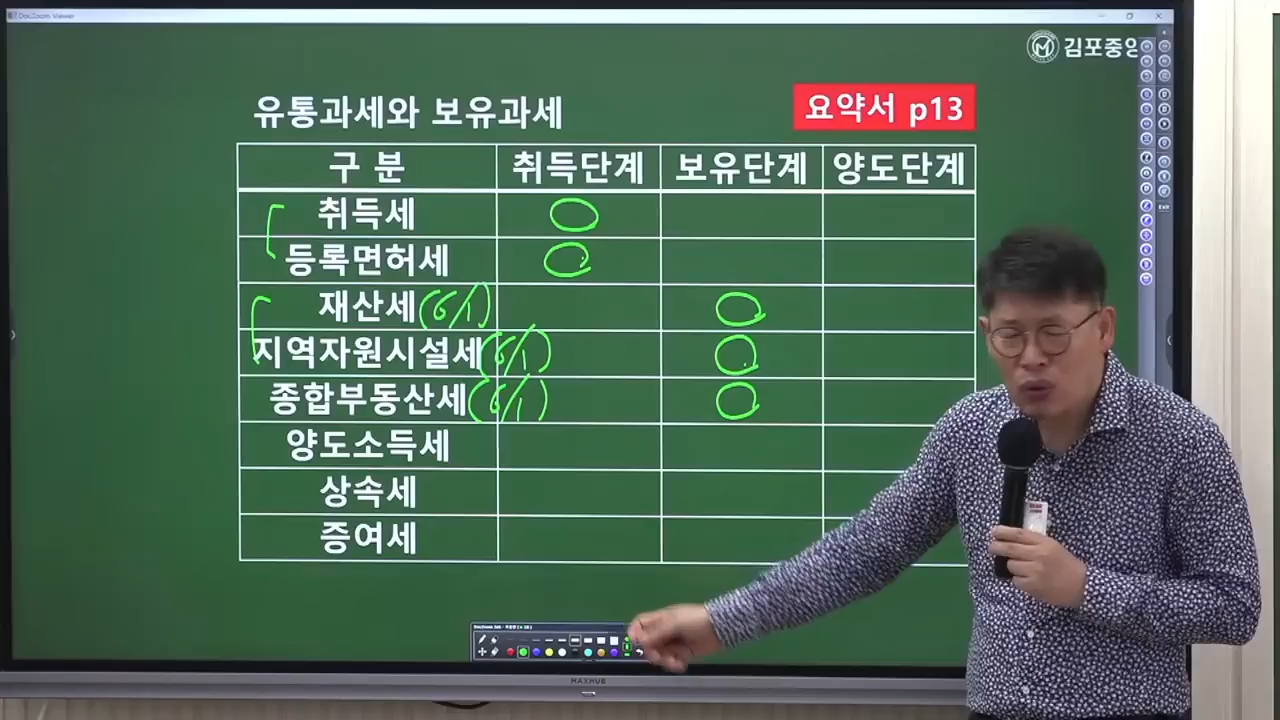 DocZoom Viewer
김포중앙
유통과세와 보유과세
요약서 p13
구 분 취득단계 보유단계 양도단계
취득세
등록면허세
재산세 (6/1)
지역자원시설세 (6/1)
종합부동산세 (6/1)
양도소득세
상속세
증여세
MAXHUB